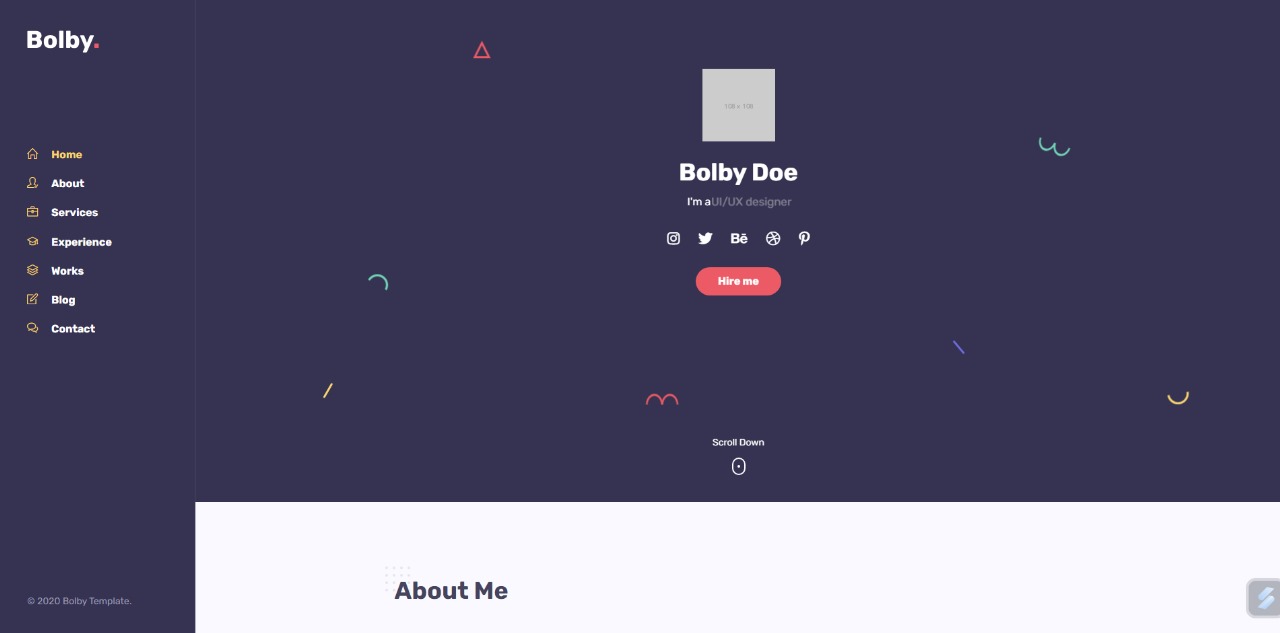 Bolby.
Home
About
Services
Experience
Works
Blog
Contact
© 2020 Bolby Template.
108 × 108
Bolby Doe
I'm a UI/UX designer
Bē
Hire me
Scroll Down
About Me